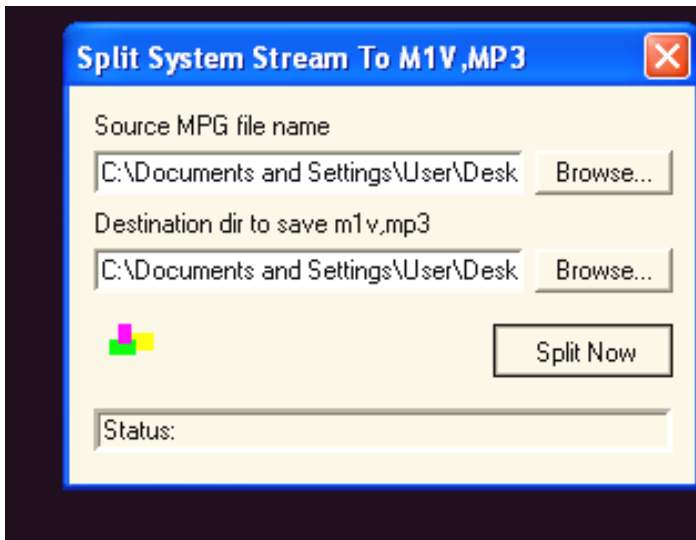 Split System Stream To M1V,MP3
Source MPG file name
C:\Documents and Settings\User\Desk Browse...
Destination dir to save m1v,mp3
C:\Documents and Settings\User\Desk Browse...
Split Now
Status: